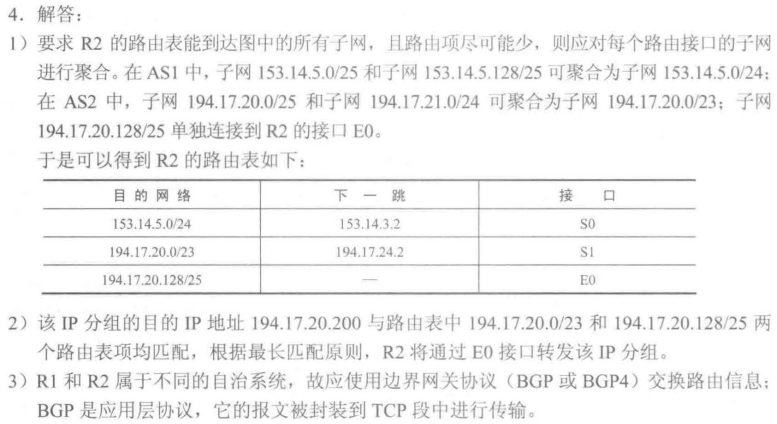 4．解答：
1）要求 R2 的路由表能到达图中的所有子网，且路由项尽可能少，则应对每个路由接口的子网
进行聚合。在 AS1 中，子网 153.14.5.0/25 和子网 153.14.5.128/25 可聚合为子网 153.14.5.0/24；
在 AS2 中，子网 194.17.20.0/25 和子网 194.17.21.0/24 可聚合为子网 194.17.20.0/23；子网
194.17.20.128/25 单独连接到 R2 的接口 E0。
于是可以得到 R2 的路由表如下：
目 的 网 络 下 一 跳 接 口
153.14.5.0/24 153.14.3.2 S0
194.17.20.0/23 194.17.24.2 S1
194.17.20.128/25 — E0
2）该 IP 分组的目的 IP 地址 194.17.20.200 与路由表中 194.17.20.0/23 和 194.17.20.128/25 两
个路由表项均匹配，根据最长匹配原则，R2 将通过 E0 接口转发该 IP 分组。
3）R1 和 R2 属于不同的自治系统，故应使用边界网关协议（BGP 或 BGP4）交换路由信息；
BGP 是应用层协议，它的报文被封装到 TCP 段中进行传输。